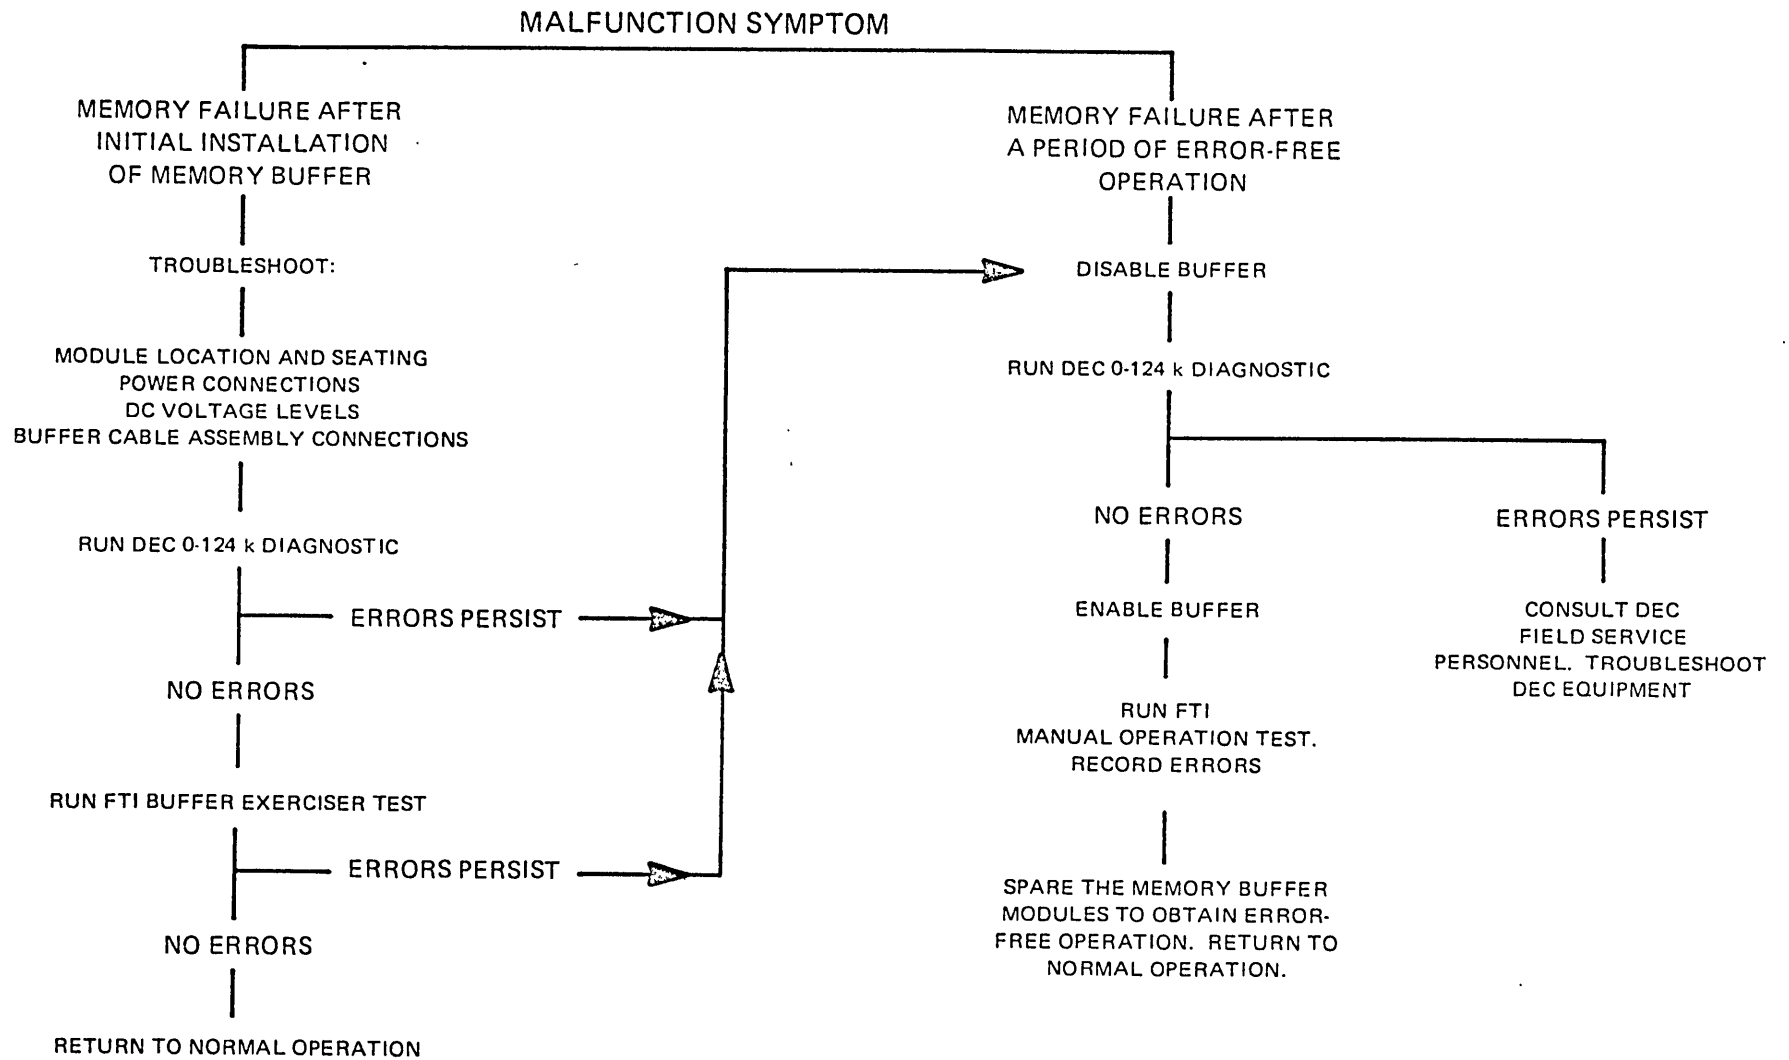 MALFUNCTION SYMPTOM
MEMORY FAILURE AFTER
INITIAL INSTALLATION
OF MEMORY BUFFER
TROUBLESHOOT:
MODULE LOCATION AND SEATING
POWER CONNECTIONS
DC VOLTAGE LEVELS
BUFFER CABLE ASSEMBLY CONNECTIONS
RUN DEC 0-124 k DIAGNOSTIC
ERRORS PERSIST
NO ERRORS
RUN FTI BUFFER EXERCISER TEST
ERRORS PERSIST
NO ERRORS
RETURN TO NORMAL OPERATION
MEMORY FAILURE AFTER
A PERIOD OF ERROR-FREE
OPERATION
DISABLE BUFFER
RUN DEC 0-124 k DIAGNOSTIC
NO ERRORS
ENABLE BUFFER
RUN FTI
MANUAL OPERATION TEST.
RECORD ERRORS
SPARE THE MEMORY BUFFER
MODULES TO OBTAIN ERROR-
FREE OPERATION. RETURN TO
NORMAL OPERATION.
ERRORS PERSIST
CONSULT DEC
FIELD SERVICE
PERSONNEL. TROUBLESHOOT
DEC EQUIPMENT